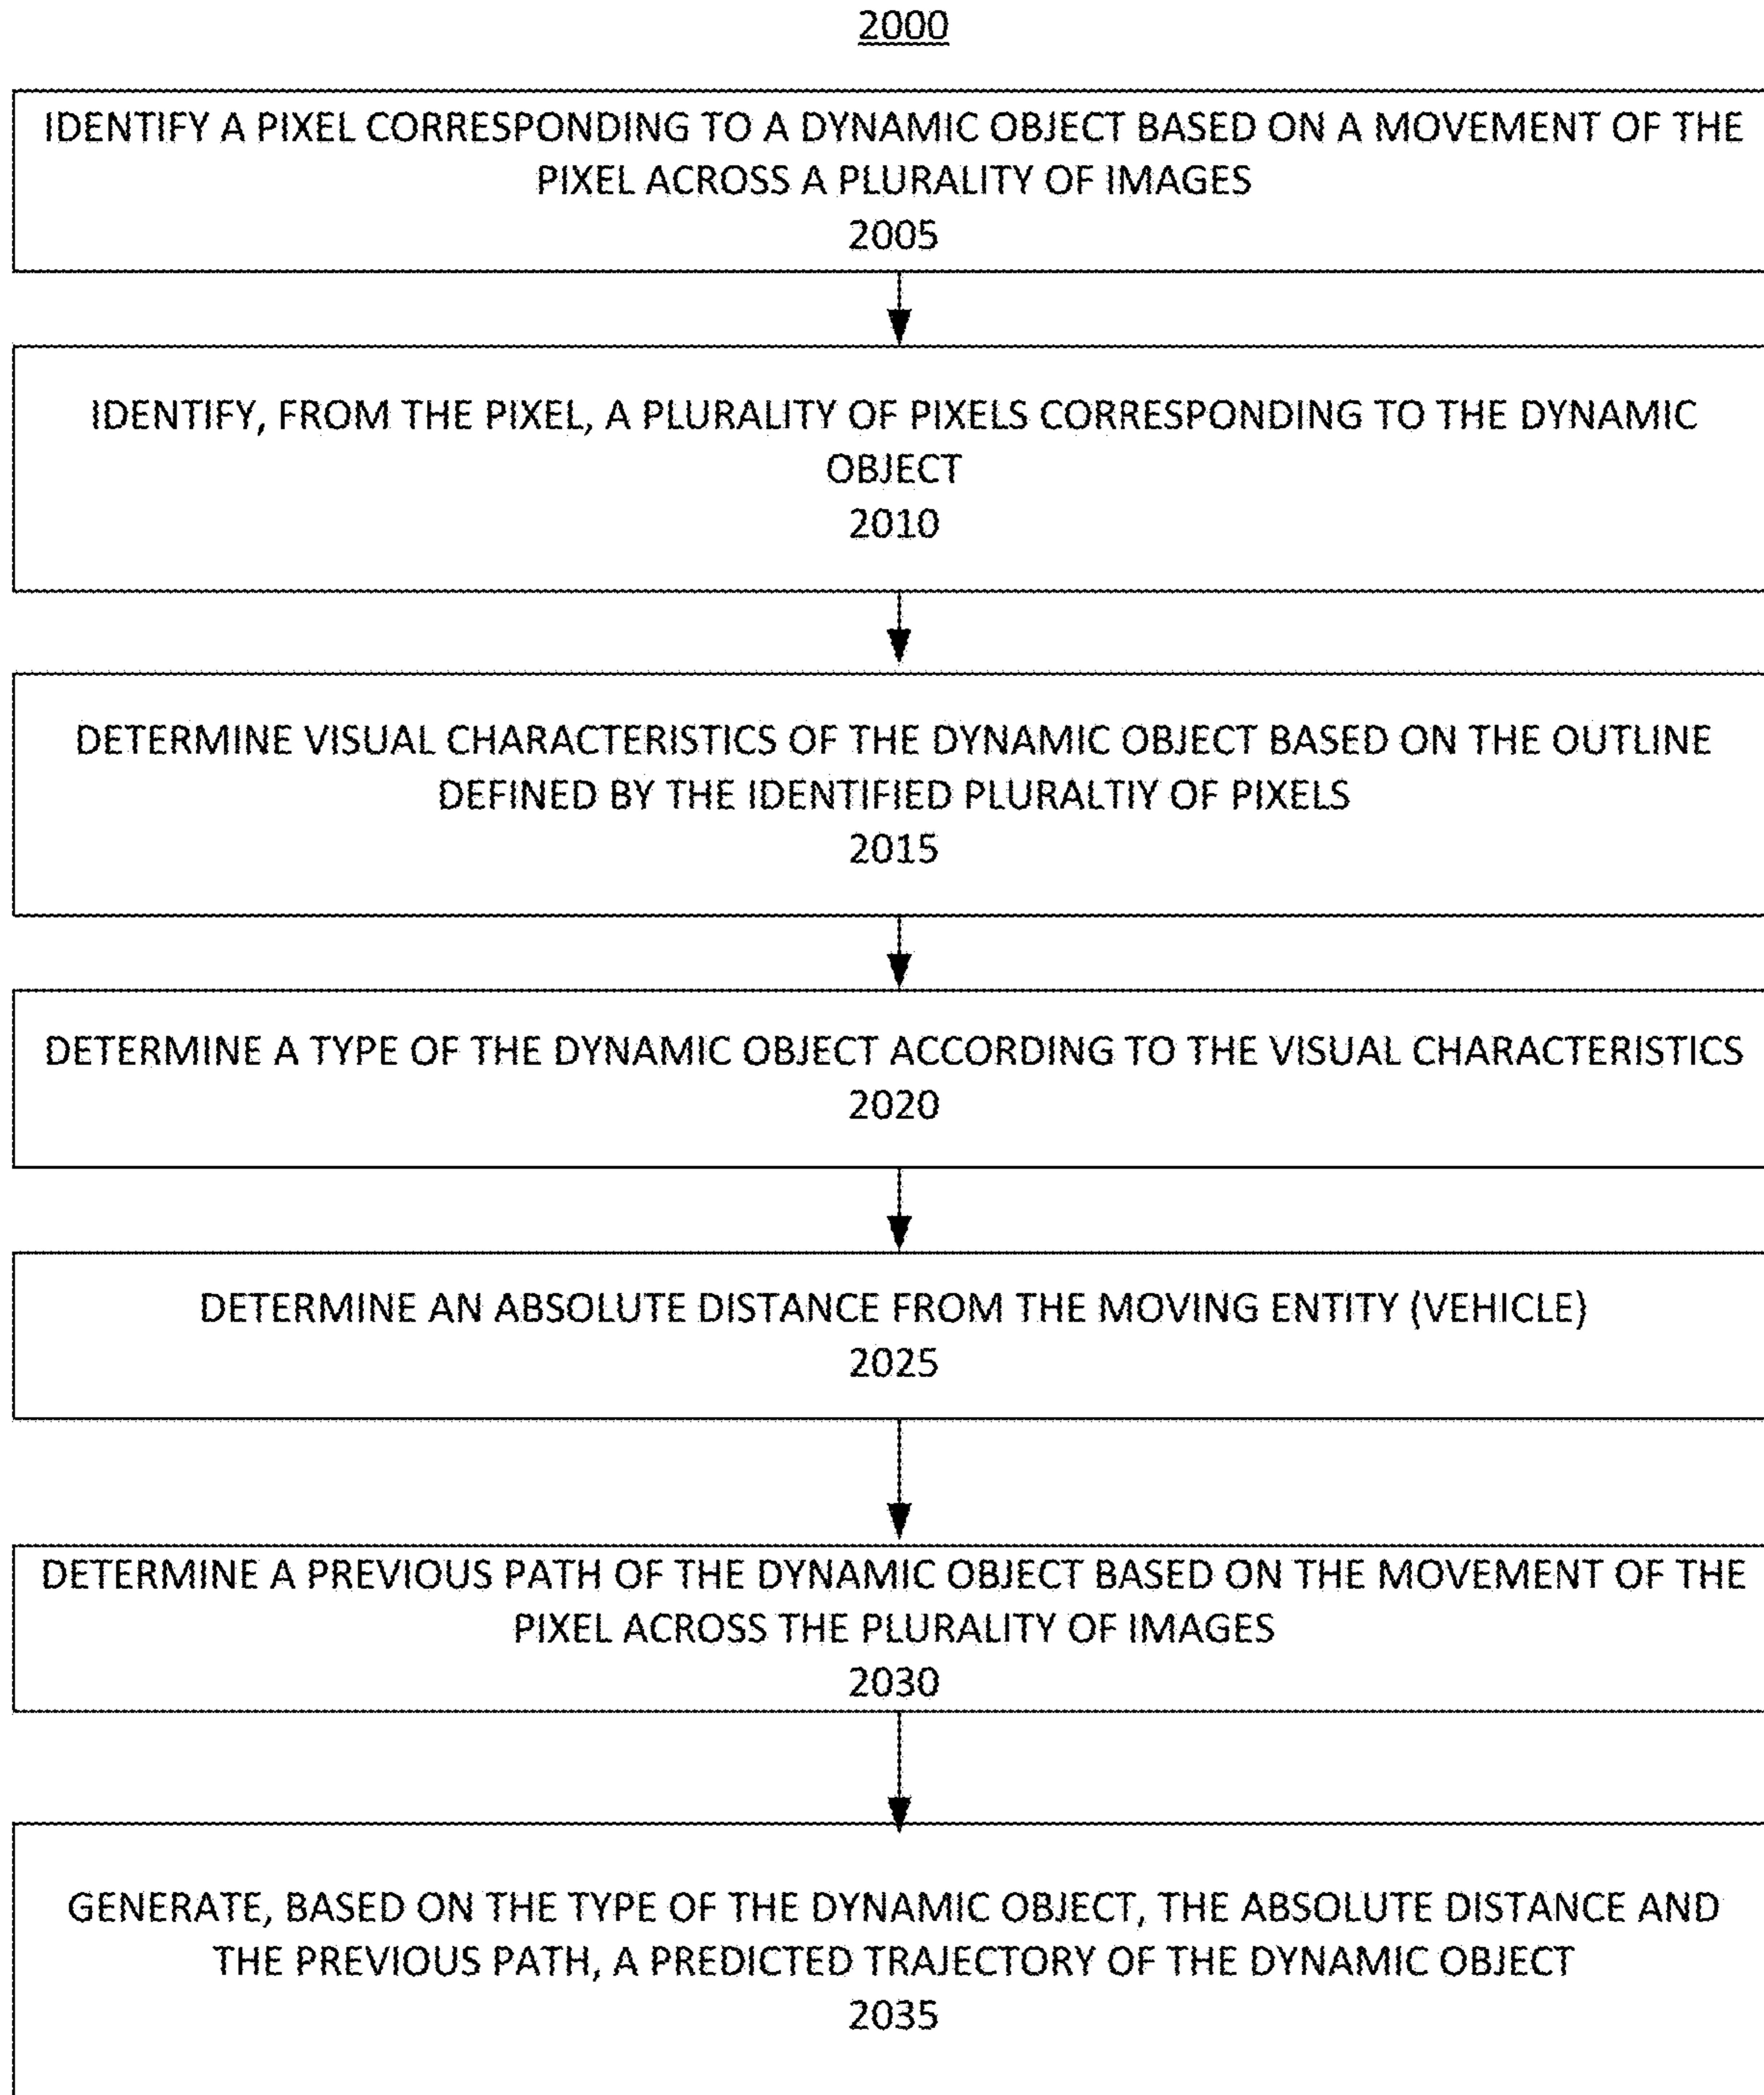 2000
IDENTIFY A PIXEL CORRESPONDING TO A DYNAMIC OBJECT BASED ON A MOVEMENT OF THE
PIXEL ACROSS A PLURALITY OF IMAGES
2005
IDENTIFY, FROM THE PIXEL, A PLURALITY OF PIXELS CORRESPONDING TO THE DYNAMIC
OBJECT
2010
DETERMINE VISUAL CHARACTERISTICS OF THE DYNAMIC OBJECT BASED ON THE OUTLINE
DEFINED BY THE IDENTIFIED PLURALTIY OF PIXELS
2015
DETERMINE A TYPE OF THE DYNAMIC OBJECT ACCORDING TO THE VISUAL CHARACTERISTICS
2020
DETERMINE AN ABSOLUTE DISTANCE FROM THE MOVING ENTITY (VEHICLE)
2025
DETERMINE A PREVIOUS PATH OF THE DYNAMIC OBJECT BASED ON THE MOVEMENT OF THE
PIXEL ACROSS THE PLURALITY OF IMAGES
2030
GENERATE, BASED ON THE TYPE OF THE DYNAMIC OBJECT, THE ABSOLUTE DISTANCE AND
THE PREVIOUS PATH, A PREDICTED TRAJECTORY OF THE DYNAMIC OBJECT
2035